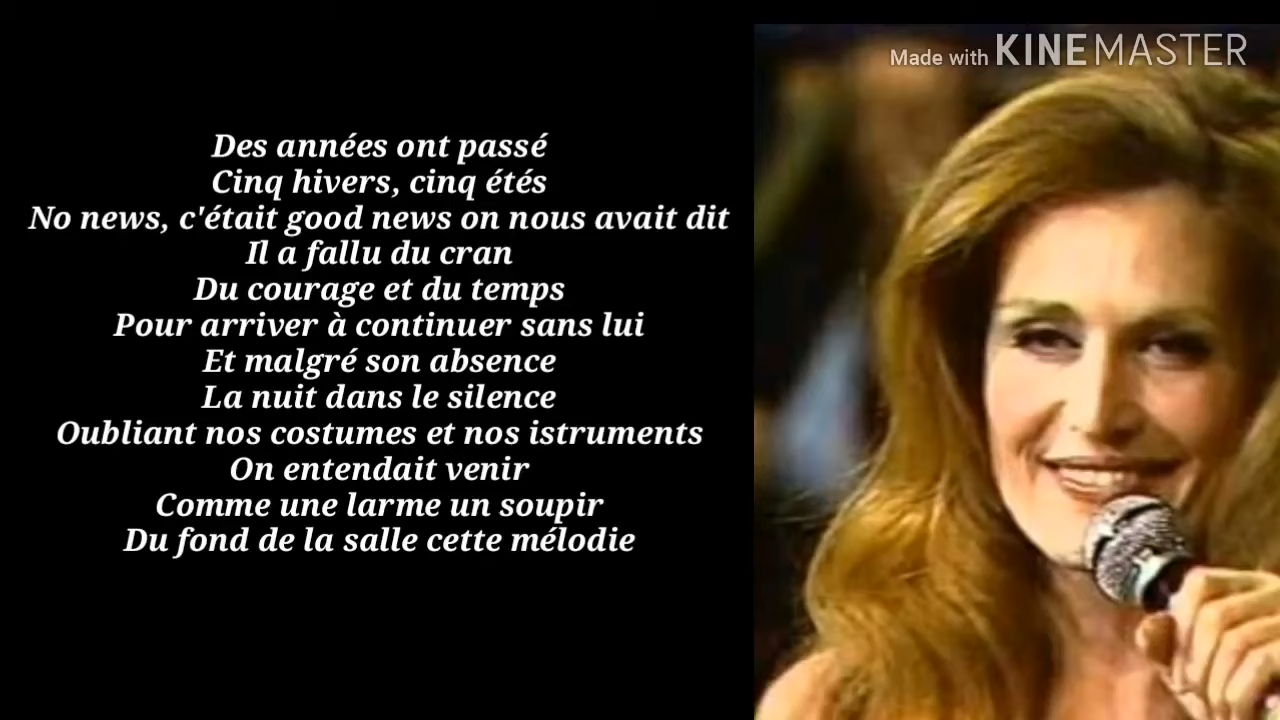 Made with KINEMASTER
Des années ont passé
Cinq hivers, cinq étés
No news, c'était good news on nous avait dit
Il a fallu du cran
Du courage et du temps
Pour arriver à continuer sans lui
Et malgré son absence
La nuit dans le silence
Oubliant nos costumes et nos istruments
On entendait venir
Comme une larme un soupir
Du fond de la salle cette mélodie